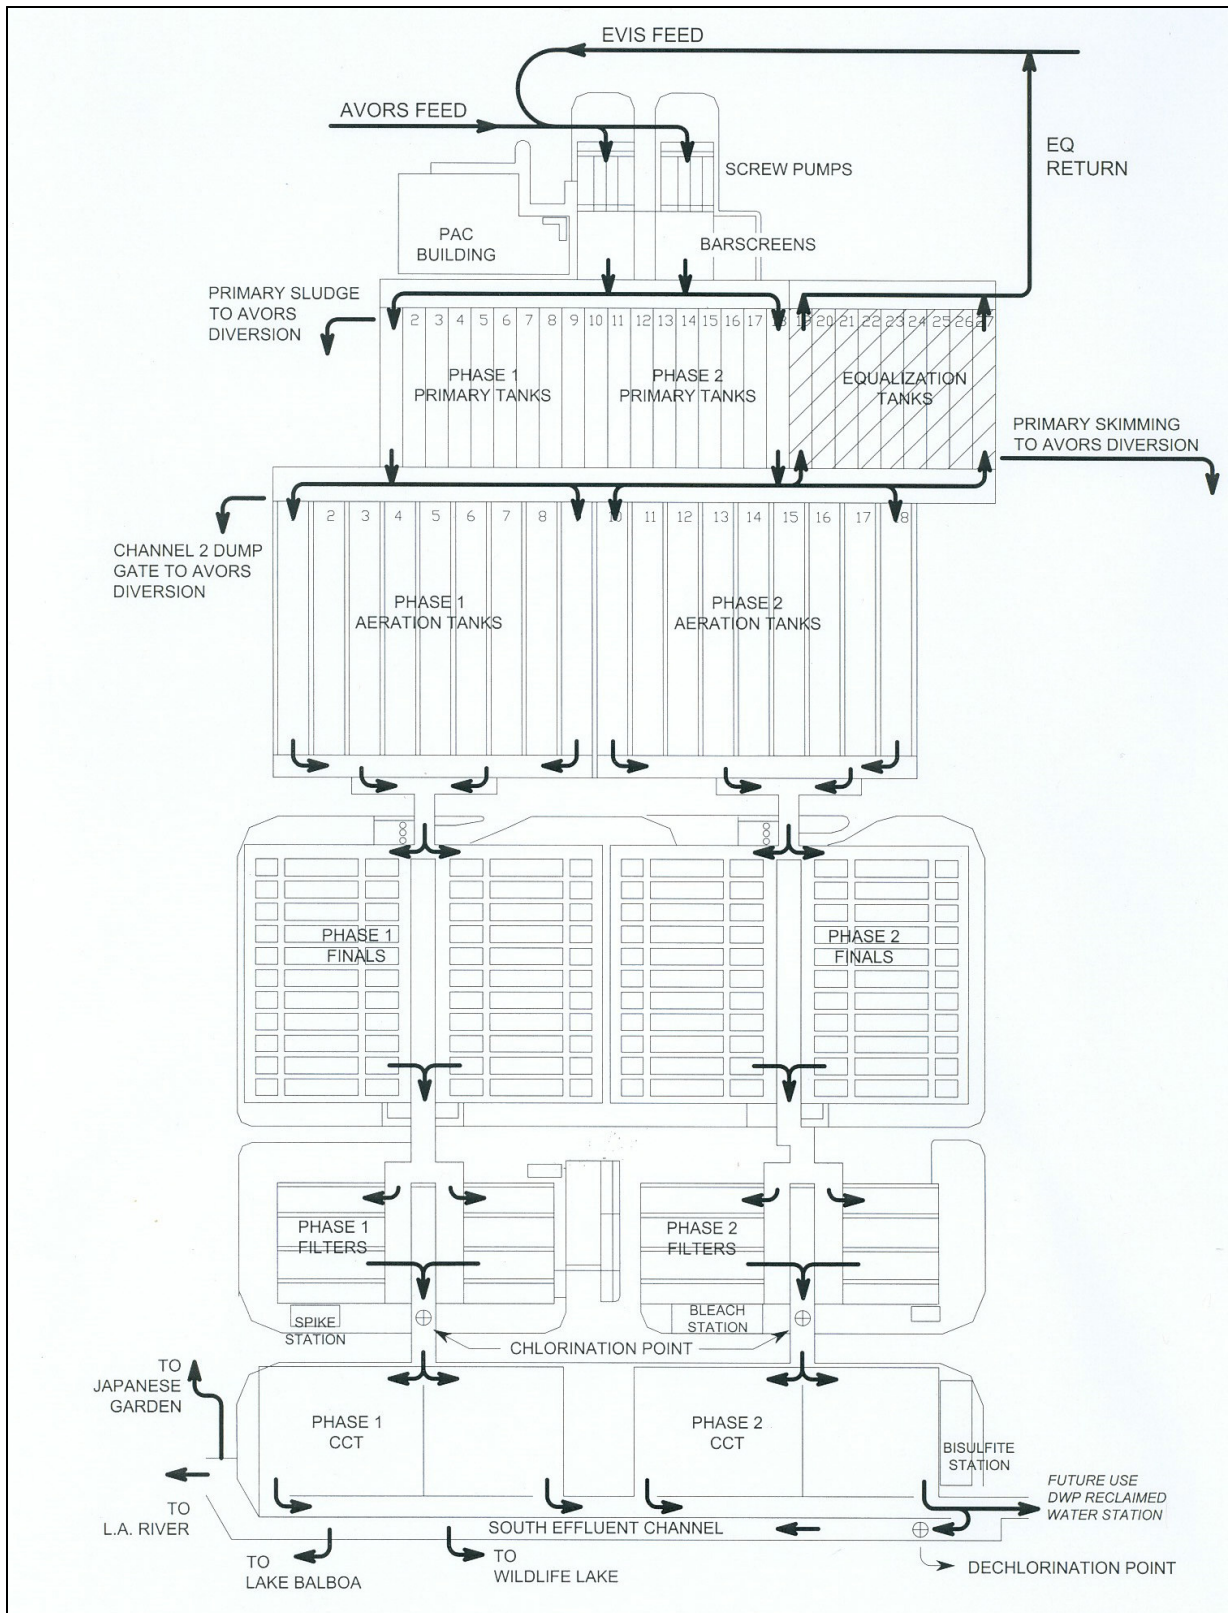 EVIS FEED
AVORS FEED
SCREW PUMPS
EQ
RETURN
PAC
BUILDING
BARSCREENS
PRIMARY SLUDGE
TO AVORS
DIVERSION
2 3 4 5 6 7 8 9 10 11 12 13 14 15 16 17 18 19 20 21 22 23 24 25 26 27
PHASE 1
PRIMARY TANKS
PHASE 2
PRIMARY TANKS
EQUALIZATION
TANKS
PRIMARY SKIMMING
TO AVORS DIVERSION
2 3 4 5 6 7 8 10 11 12 13 14 15 16 17 18
CHANNEL 2 DUMP
GATE TO AVORS
DIVERSION
PHASE 1
AERATION TANKS
PHASE 2
AERATION TANKS
PHASE 1
FINALS
PHASE 2
FINALS
PHASE 1
FILTERS
PHASE 2
FILTERS
SPIKE
STATION
BLEACH
STATION
CHLORINATION POINT
TO
JAPANESE
GARDEN
PHASE 1
CCT
PHASE 2
CCT
BISULFITE
STATION
FUTURE USE
DWP RECLAIMED
WATER STATION
TO
L.A. RIVER
SOUTH EFFLUENT CHANNEL
TO
LAKE BALBOA
TO
WILDLIFE LAKE
DECHLORINATION POINT